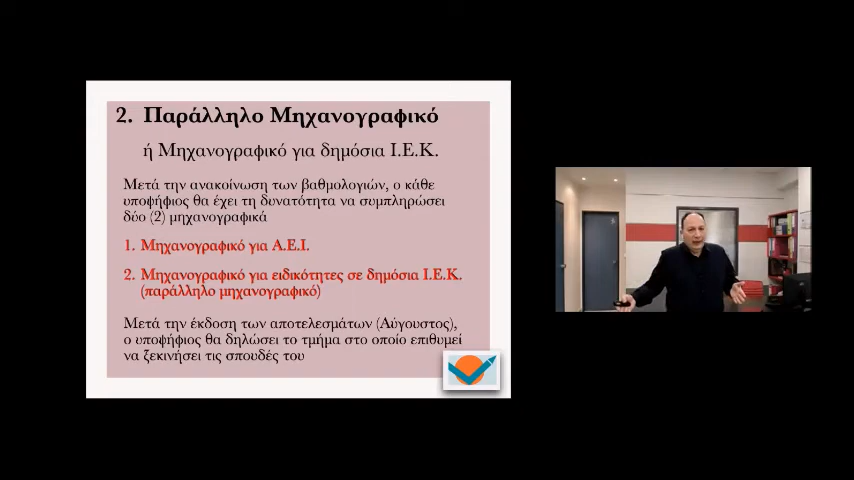 2. Παράλληλο Μηχανογραφικό
ή Μηχανογραφικό για δημόσια Ι.Ε.Κ.
Μετά την ανακοίνωση των βαθμολογιών, ο κάθε
υποψήφιος θα έχει τη δυνατότητα να συμπληρώσει
δύο (2) μηχανογραφικά
1. Μηχανογραφικό για Α.Ε.Ι.
2. Μηχανογραφικό για ειδικότητες σε δημόσια Ι.Ε.Κ.
(παράλληλο μηχανογραφικό)
Μετά την έκδοση των αποτελεσμάτων (Αύγουστος),
ο υποψήφιος θα δηλώσει το τμήμα στο οποίο επιθυμεί
να ξεκινήσει τις σπουδές του